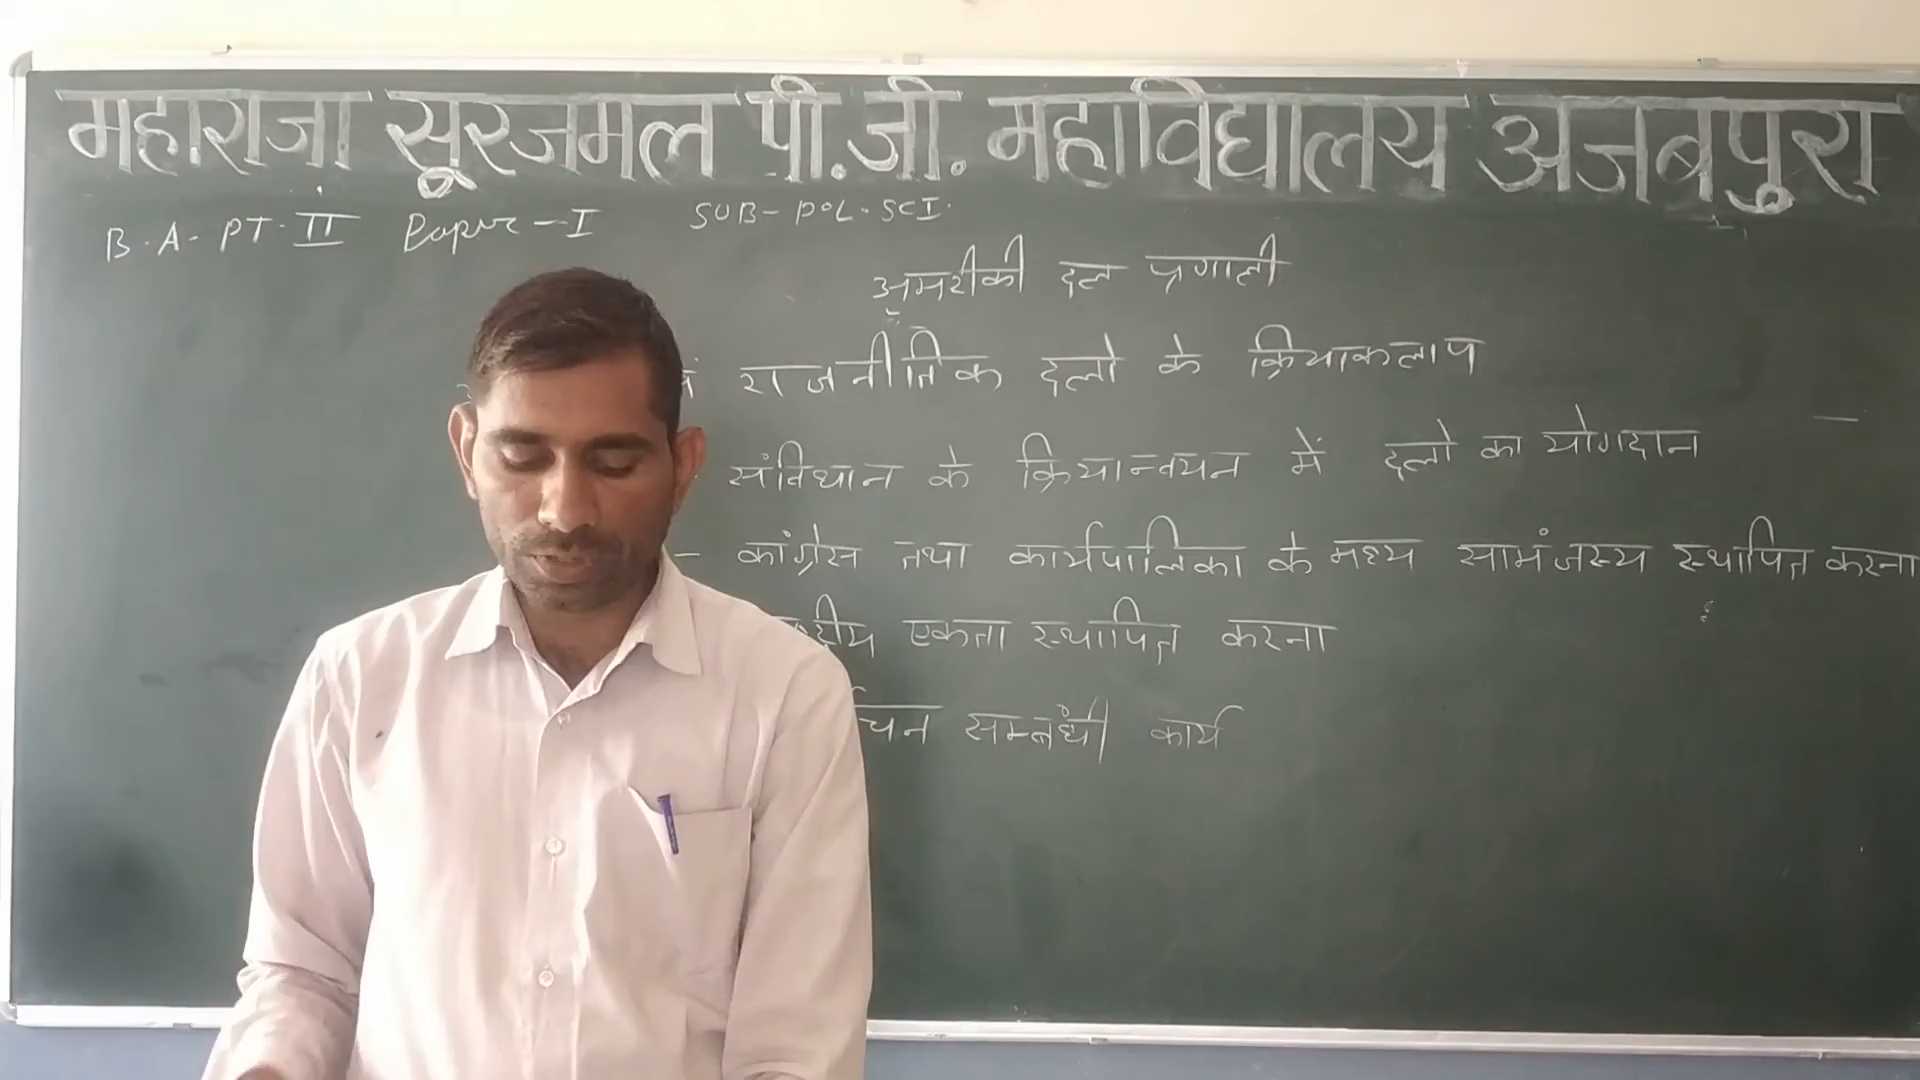 महाराजा सूरजमल पी.जी. महाविद्यालय अजबपुरा
B.A. PT-II Paper-I SUB-POL.SCI.
अमरीकी दल प्रणाली
राजनीतिक दलो के क्रियाकलाप
संविधान के क्रियान्वयन में दलो का योगदान
- कांग्रेस तथा कार्यपालिका के मध्य सामंजस्य स्थापित करना
एकता स्थापित करना
सम्बंधी कार्य